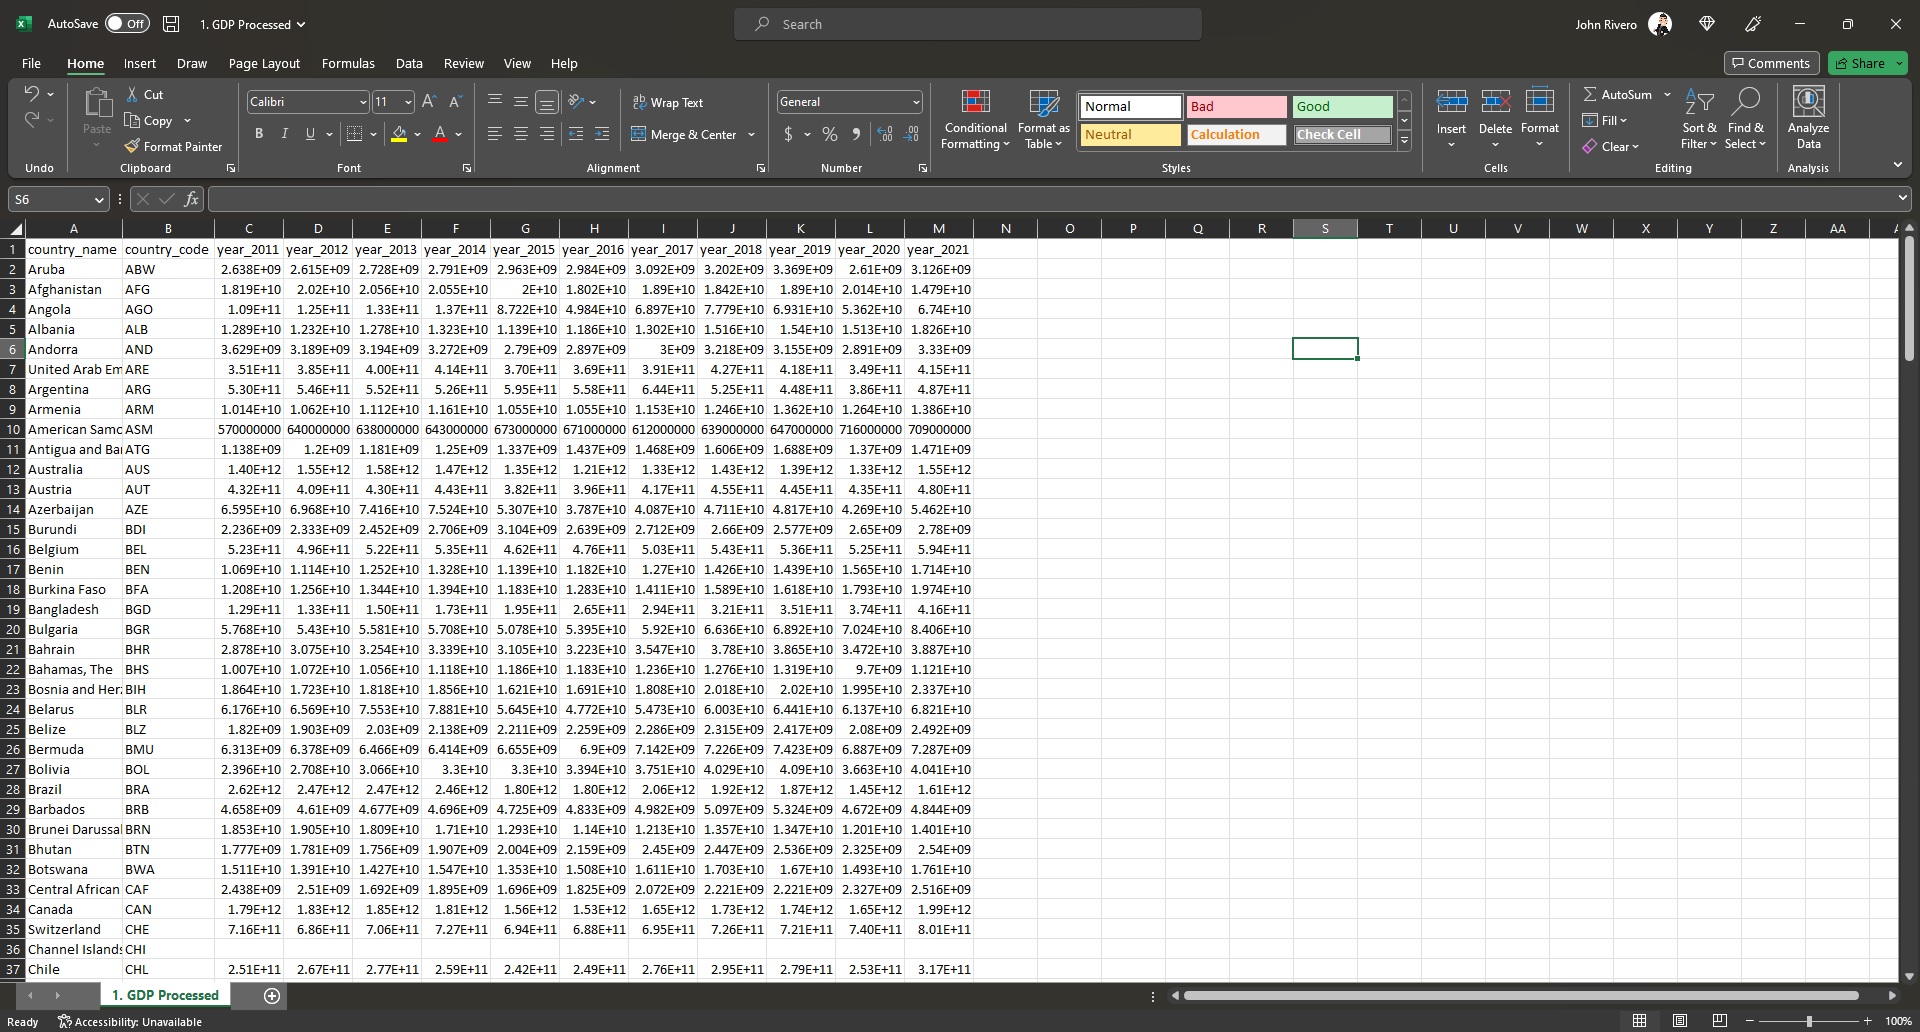 AutoSave Off 1. GDP Processed Search John Rivero
File Home Insert Draw Page Layout Formulas Data Review View Help Comments Share
Paste Cut Copy Format Painter
Calibri 11
B I U A
Wrap Text
Merge & Center
General
$ %
Conditional Formatting
Format as Table
Normal Bad Good
Neutral Calculation Check Cell
Insert Delete Format
AutoSum
Fill
Clear
Sort & Filter
Find & Select
Analyze Data
Undo Clipboard Font Alignment Number Styles Cells Editing Analysis
S6 fx
A B C D E F G H I J K L M N O P Q R S T U V W X Y Z AA
1 country_name country_code year_2011 year_2012 year_2013 year_2014 year_2015 year_2016 year_2017 year_2018 year_2019 year_2020 year_2021
2 Aruba ABW 2.638E+09 2.615E+09 2.728E+09 2.791E+09 2.963E+09 2.984E+09 3.092E+09 3.202E+09 3.369E+09 2.61E+09 3.126E+09
3 Afghanistan AFG 1.819E+10 2.02E+10 2.056E+10 2.055E+10 2E+10 1.802E+10 1.89E+10 1.842E+10 1.89E+10 2.014E+10 1.479E+10
4 Angola AGO 1.09E+11 1.25E+11 1.33E+11 1.37E+11 8.722E+10 4.984E+10 6.897E+10 7.779E+10 6.931E+10 5.362E+10 6.74E+10
5 Albania ALB 1.289E+10 1.232E+10 1.278E+10 1.323E+10 1.139E+10 1.186E+10 1.302E+10 1.516E+10 1.54E+10 1.513E+10 1.826E+10
6 Andorra AND 3.629E+09 3.189E+09 3.194E+09 3.272E+09 2.79E+09 2.897E+09 3E+09 3.218E+09 3.155E+09 2.891E+09 3.33E+09
7 United Arab Em ARE 3.51E+11 3.85E+11 4.00E+11 4.14E+11 3.70E+11 3.69E+11 3.91E+11 4.27E+11 4.18E+11 3.49E+11 4.15E+11
8 Argentina ARG 5.30E+11 5.46E+11 5.52E+11 5.26E+11 5.95E+11 5.58E+11 6.44E+11 5.25E+11 4.48E+11 3.86E+11 4.87E+11
9 Armenia ARM 1.014E+10 1.062E+10 1.112E+10 1.161E+10 1.055E+10 1.055E+10 1.153E+10 1.246E+10 1.362E+10 1.264E+10 1.386E+10
10 American Samo ASM 570000000 640000000 638000000 643000000 673000000 671000000 612000000 639000000 647000000 716000000 709000000
11 Antigua and Ba ATG 1.138E+09 1.2E+09 1.181E+09 1.25E+09 1.337E+09 1.437E+09 1.468E+09 1.606E+09 1.688E+09 1.37E+09 1.471E+09
12 Australia AUS 1.40E+12 1.55E+12 1.58E+12 1.47E+12 1.35E+12 1.21E+12 1.33E+12 1.43E+12 1.39E+12 1.33E+12 1.55E+12
13 Austria AUT 4.32E+11 4.09E+11 4.30E+11 4.43E+11 3.82E+11 3.96E+11 4.17E+11 4.55E+11 4.45E+11 4.35E+11 4.80E+11
14 Azerbaijan AZE 6.595E+10 6.968E+10 7.416E+10 7.524E+10 5.307E+10 3.787E+10 4.087E+10 4.711E+10 4.817E+10 4.269E+10 5.462E+10
15 Burundi BDI 2.236E+09 2.333E+09 2.452E+09 2.706E+09 3.104E+09 2.639E+09 2.712E+09 2.66E+09 2.577E+09 2.65E+09 2.78E+09
16 Belgium BEL 5.23E+11 4.96E+11 5.22E+11 5.35E+11 4.62E+11 4.76E+11 5.03E+11 5.43E+11 5.36E+11 5.25E+11 5.94E+11
17 Benin BEN 1.069E+10 1.114E+10 1.252E+10 1.328E+10 1.139E+10 1.182E+10 1.27E+10 1.426E+10 1.439E+10 1.565E+10 1.714E+10
18 Burkina Faso BFA 1.208E+10 1.256E+10 1.344E+10 1.394E+10 1.183E+10 1.283E+10 1.411E+10 1.589E+10 1.618E+10 1.793E+10 1.974E+10
19 Bangladesh BGD 1.29E+11 1.33E+11 1.50E+11 1.73E+11 1.95E+11 2.65E+11 2.94E+11 3.21E+11 3.51E+11 3.74E+11 4.16E+11
20 Bulgaria BGR 5.768E+10 5.43E+10 5.581E+10 5.708E+10 5.078E+10 5.395E+10 5.92E+10 6.636E+10 6.892E+10 7.024E+10 8.406E+10
21 Bahrain BHR 2.878E+10 3.075E+10 3.254E+10 3.339E+10 3.105E+10 3.223E+10 3.547E+10 3.78E+10 3.865E+10 3.472E+10 3.887E+10
22 Bahamas, The BHS 1.007E+10 1.072E+10 1.056E+10 1.118E+10 1.186E+10 1.183E+10 1.236E+10 1.276E+10 1.319E+10 9.7E+09 1.121E+10
23 Bosnia and Her BIH 1.864E+10 1.723E+10 1.818E+10 1.856E+10 1.621E+10 1.691E+10 1.808E+10 2.018E+10 2.02E+10 1.995E+10 2.337E+10
24 Belarus BLR 6.176E+10 6.569E+10 7.553E+10 7.881E+10 5.645E+10 4.772E+10 5.473E+10 6.003E+10 6.441E+10 6.137E+10 6.821E+10
25 Belize BLZ 1.82E+09 1.903E+09 2.03E+09 2.138E+09 2.211E+09 2.259E+09 2.286E+09 2.315E+09 2.417E+09 2.08E+09 2.492E+09
26 Bermuda BMU 6.313E+09 6.378E+09 6.466E+09 6.414E+09 6.655E+09 6.9E+09 7.142E+09 7.226E+09 7.423E+09 6.887E+09 7.287E+09
27 Bolivia BOL 2.396E+10 2.708E+10 3.066E+10 3.3E+10 3.3E+10 3.394E+10 3.751E+10 4.029E+10 4.09E+10 3.663E+10 4.041E+10
28 Brazil BRA 2.62E+12 2.47E+12 2.47E+12 2.46E+12 1.80E+12 1.80E+12 2.06E+12 1.92E+12 1.87E+12 1.45E+12 1.61E+12
29 Barbados BRB 4.658E+09 4.61E+09 4.677E+09 4.696E+09 4.725E+09 4.833E+09 4.982E+09 5.097E+09 5.324E+09 4.672E+09 4.844E+09
30 Brunei Darussal BRN 1.853E+10 1.905E+10 1.809E+10 1.71E+10 1.293E+10 1.14E+10 1.213E+10 1.357E+10 1.347E+10 1.201E+10 1.401E+10
31 Bhutan BTN 1.777E+09 1.781E+09 1.756E+09 1.907E+09 2.004E+09 2.159E+09 2.45E+09 2.447E+09 2.536E+09 2.325E+09 2.54E+09
32 Botswana BWA 1.511E+10 1.391E+10 1.427E+10 1.547E+10 1.353E+10 1.508E+10 1.611E+10 1.703E+10 1.67E+10 1.493E+10 1.761E+10
33 Central African CAF 2.438E+09 2.51E+09 1.692E+09 1.895E+09 1.696E+09 1.825E+09 2.072E+09 2.221E+09 2.221E+09 2.327E+09 2.516E+09
34 Canada CAN 1.79E+12 1.83E+12 1.85E+12 1.81E+12 1.56E+12 1.53E+12 1.65E+12 1.73E+12 1.74E+12 1.65E+12 1.99E+12
35 Switzerland CHE 7.16E+11 6.86E+11 7.06E+11 7.27E+11 6.94E+11 6.88E+11 6.95E+11 7.26E+11 7.21E+11 7.40E+11 8.01E+11
36 Channel Islands CHI
37 Chile CHL 2.51E+11 2.67E+11 2.77E+11 2.59E+11 2.42E+11 2.49E+11 2.76E+11 2.95E+11 2.79E+11 2.53E+11 3.17E+11
1. GDP Processed
Ready Accessibility: Unavailable 100%